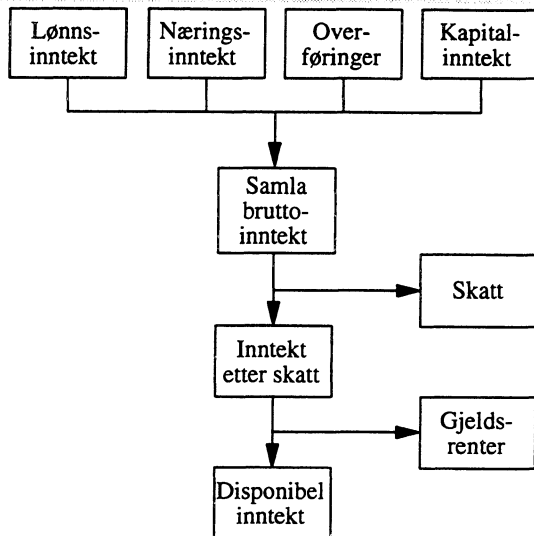 Lønns-
inntekt
Nærings-
inntekt
Over-
føringer
Kapital-
inntekt
Samla
brutto-
inntekt
Skatt
Inntekt
etter skatt
Gjelds-
renter
Disponibel
inntekt